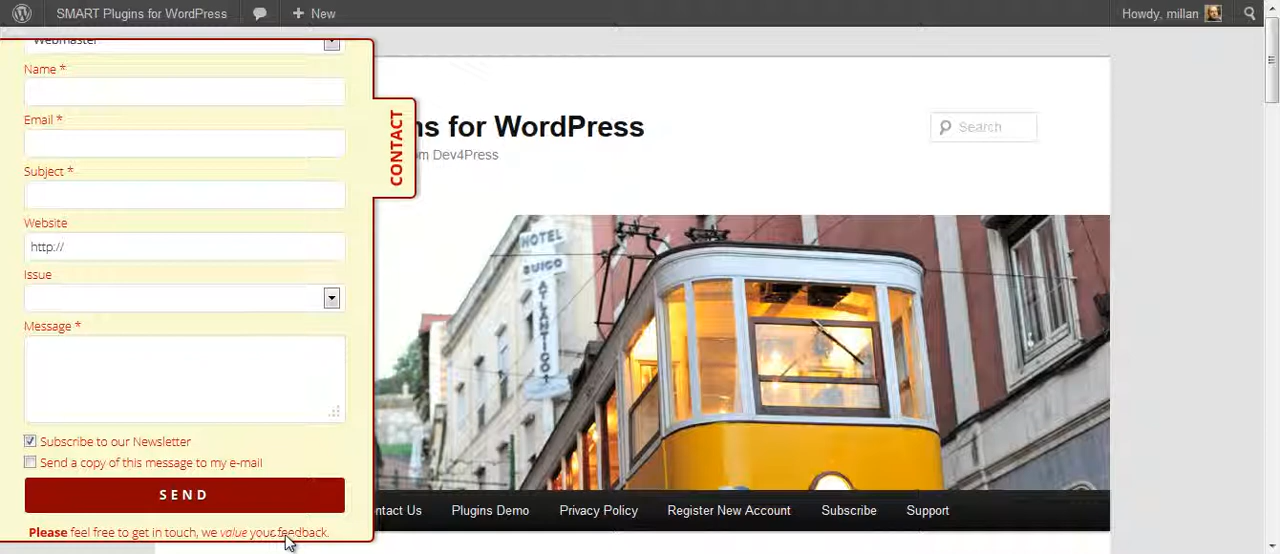 SMART Plugins for WordPress
New
Howdy, millan
Webmaster
Name *
Email *
Subject *
Website
http://
Issue
Message *
Subscribe to our Newsletter
Send a copy of this message to my e-mail
SEND
Please feel free to get in touch, we value your feedback.
CONTACT
ns for WordPress
om Dev4Press
Search
HOTEL
SUIÇO
ATLANTICO
ntact Us
Plugins Demo
Privacy Policy
Register New Account
Subscribe
Support